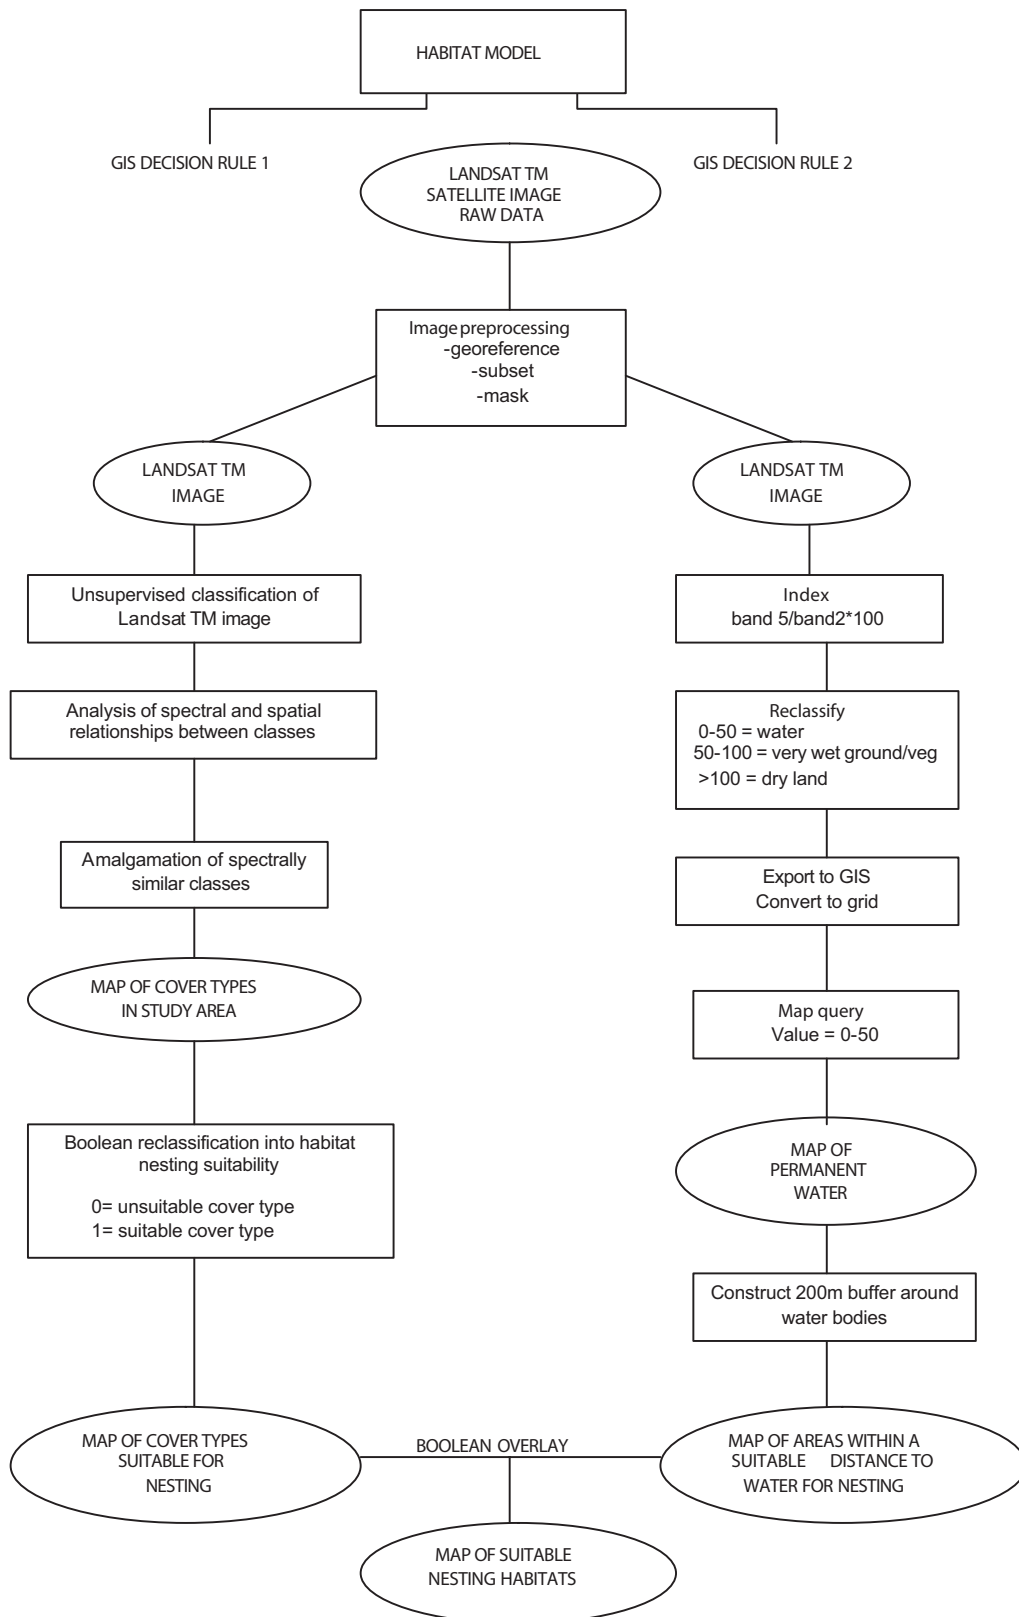 HABITAT MODEL
GIS DECISION RULE 1
GIS DECISION RULE 2
LANDSAT TM
SATELLITE IMAGE
RAW DATA
Image preprocessing
-georeference
-subset
-mask
LANDSAT TM
IMAGE
LANDSAT TM
IMAGE
Unsupervised classification of
Landsat TM image
Index
band 5/band2*100
Analysis of spectral and spatial
relationships between classes
Reclassify
0-50 = water
50-100 = very wet ground/veg
>100 = dry land
Amalgamation of spectrally
similar classes
Export to GIS
Convert to grid
MAP OF COVER TYPES
IN STUDY AREA
Map query
Value = 0-50
Boolean reclassification into habitat
nesting suitability
0= unsuitable cover type
1= suitable cover type
MAP OF
PERMANENT
WATER
Construct 200m buffer around
water bodies
MAP OF COVER TYPES
SUITABLE FOR
NESTING
BOOLEAN OVERLAY
MAP OF AREAS WITHIN A
SUITABLE DISTANCE TO
WATER FOR NESTING
MAP OF SUITABLE
NESTING HABITATS